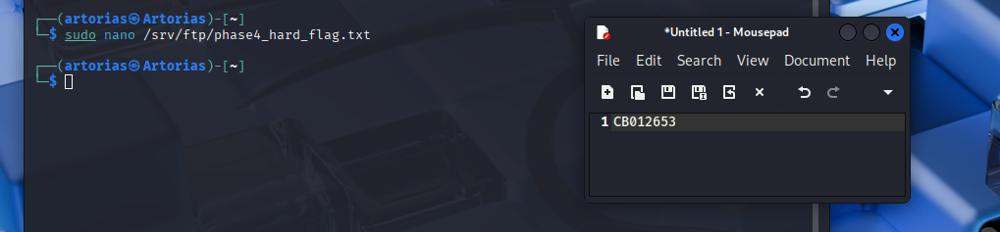 ┌──(artorias㉿Artorias)-[~]
└─$ sudo nano /srv/ftp/phase4_hard_flag.txt
┌──(artorias㉿Artorias)-[~]
└─$
*Untitled 1 - Mousepad
File Edit Search View Document Help
1 CB012653